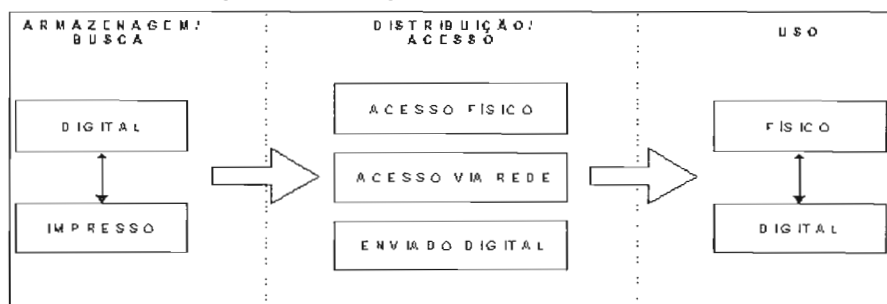 ARMAZENAGEM/
BUSCA
DIGITAL
IMPRESSO
DISTRIBUIÇÃO/
ACESSO
ACESSO FÍSICO
ACESSO VIA REDE
ENVIADO DIGITAL
USO
FÍSICO
DIGITAL